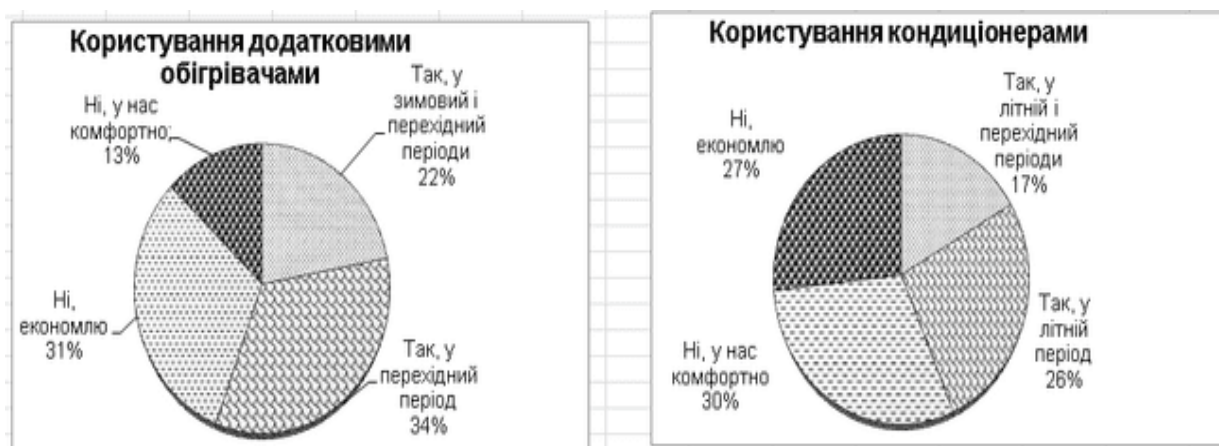 Користування додатковими
обігрівачами
Ні, у нас
комфортно;
13%
Так, у
зимовий і
перехідний
періоди
22%
Ні,
економлю
31%
Так, у
перехідний
період
34%
Користування кондиціонерами
Ні,
економлю
27%
Так, у
літній і
перехідний
періоди
17%
Ні, у нас
комфортно
30%
Так, у
літній
період
26%